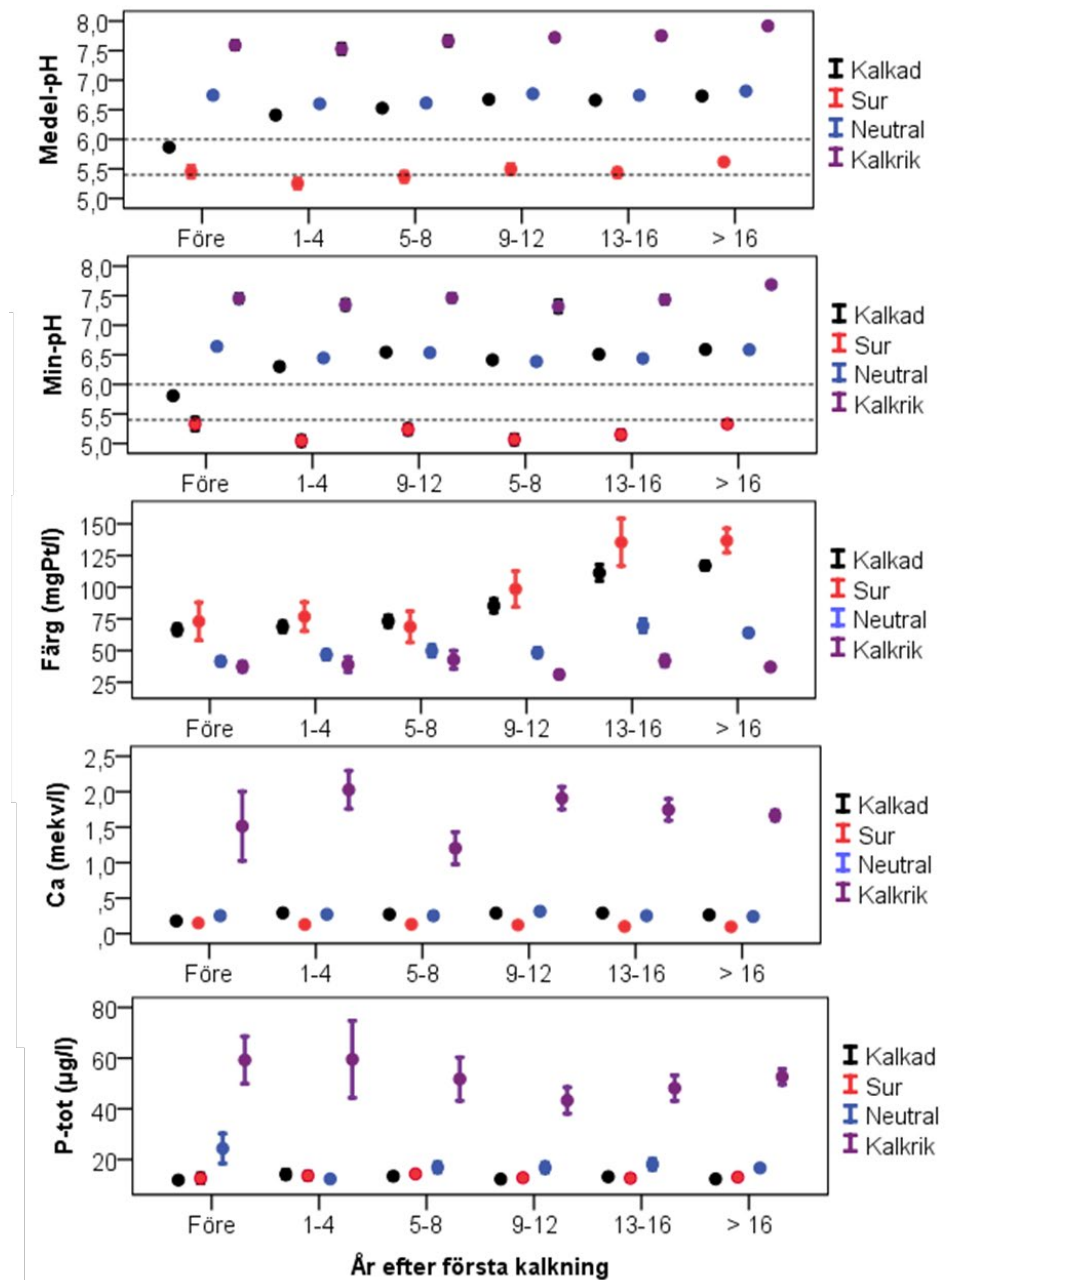 Medel-pH
8,0
7,5
7,0
6,5
6,0
5,5
5,0
Före 1-4 5-8 9-12 13-16 > 16
Kalkad
Sur
Neutral
Kalkrik
Min-pH
8,0
7,5
7,0
6,5
6,0
5,5
5,0
Före 1-4 9-12 5-8 13-16 > 16
Kalkad
Sur
Neutral
Kalkrik
Färg (mgPt/l)
150
125
100
75
50
25
Före 1-4 5-8 9-12 13-16 > 16
Kalkad
Sur
Neutral
Kalkrik
Ca (mekv/l)
2,5
2,0
1,5
1,0
,5
,0
Före 1-4 5-8 9-12 13-16 > 16
Kalkad
Sur
Neutral
Kalkrik
P-tot (µg/l)
80
60
40
20
Före 1-4 5-8 9-12 13-16 > 16
Kalkad
Sur
Neutral
Kalkrik
År efter första kalkning